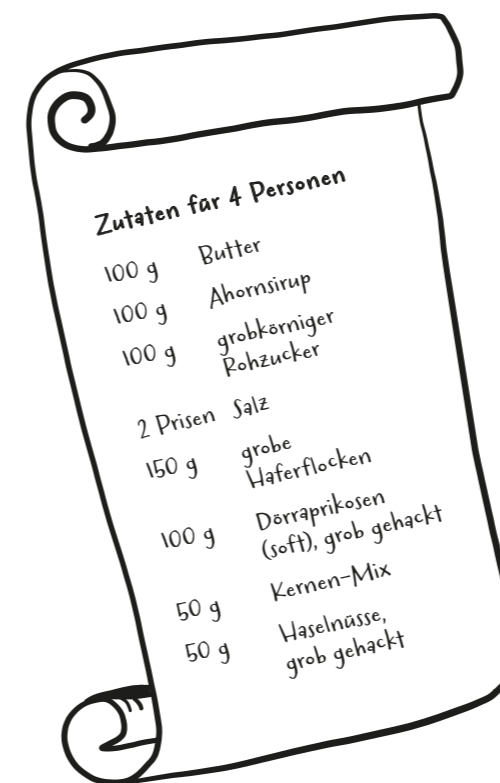 Zutaten für 4 Personen
100 g Butter
100 g Ahornsirup
100 g grobkörniger
Rohzucker
2 Prisen Salz
150 g grobe
Haferflocken
100 g Dörraprikosen
(soft), grob gehackt
50 g Kernen-Mix
50 g Haselnüsse,
grob gehackt